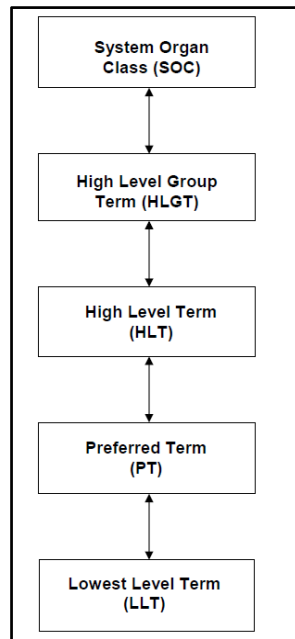 System Organ
Class (SOC)
High Level Group
Term (HLGT)
High Level Term
(HLT)
Preferred Term
(PT)
Lowest Level Term
(LLT)